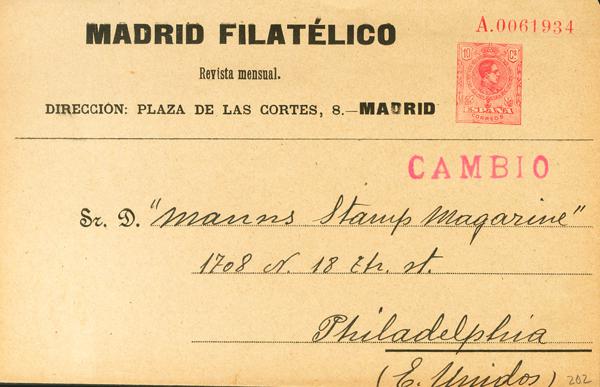 MADRID FILATÉLICO
A.0061934
Revista mensual.
10 Cs
DIRECCIÓN: PLAZA DE LAS CORTES, 8.—MADRID
ESPAÑA
CORREOS
CAMBIO
Sr. D. "Manns Stamp Magazine"
1708 N. 18 th. st.
Philadelphia
(E. Unidos)
202